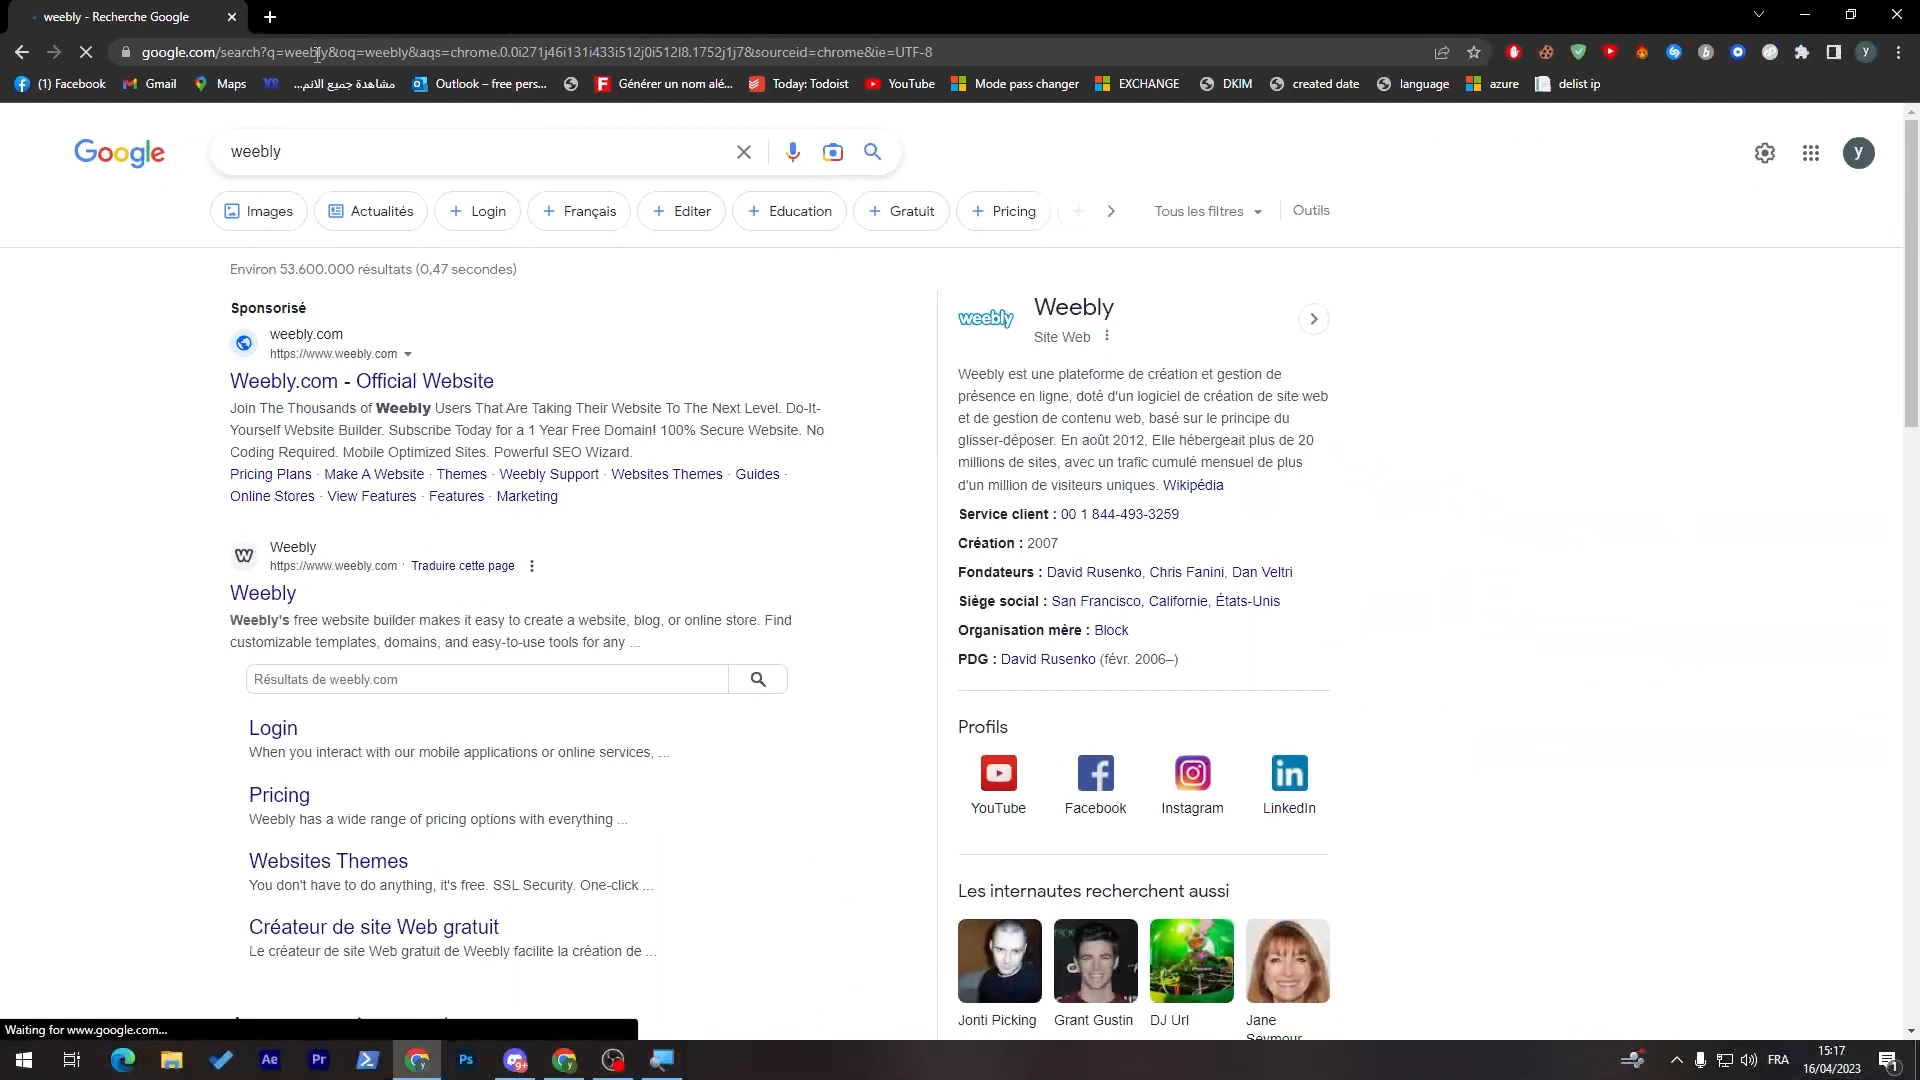 weebly - Recherche Google
google.com/search?q=weebly&oq=weebly&aqs=chrome.0.0i271j46i131i433i512j0i512l8.1752j1j7&sourceid=chrome&ie=UTF-8
(1) Facebook
Gmail
Maps
مشاهدة جميع الانم...
Outlook – free pers...
Générer un nom alé...
Today: Todoist
YouTube
Mode pass changer
EXCHANGE
DKIM
created date
language
azure
delist ip
Google
weebly
y
Images
Actualités
Login
Français
Editer
Education
Gratuit
Pricing
Tous les filtres
Outils
Environ 53.600.000 résultats (0,47 secondes)
Sponsorisé
weebly.com
https://www.weebly.com
Weebly.com - Official Website
Join The Thousands of Weebly Users That Are Taking Their Website To The Next Level. Do-It-
Yourself Website Builder. Subscribe Today for a 1 Year Free Domain! 100% Secure Website. No
Coding Required. Mobile Optimized Sites. Powerful SEO Wizard.
Pricing Plans · Make A Website · Themes · Weebly Support · Websites Themes · Guides ·
Online Stores · View Features · Features · Marketing
Weebly
https://www.weebly.com · Traduire cette page
Weebly
Weebly's free website builder makes it easy to create a website, blog, or online store. Find
customizable templates, domains, and easy-to-use tools for any ...
Résultats de weebly.com
Login
When you interact with our mobile applications or online services, ...
Pricing
Weebly has a wide range of pricing options with everything ...
Websites Themes
You don't have to do anything, it's free. SSL Security. One-click ...
Créateur de site Web gratuit
Le créateur de site Web gratuit de Weebly facilite la création de ...
weebly
Weebly
Site Web
Weebly est une plateforme de création et gestion de
présence en ligne, doté d'un logiciel de création de site web
et de gestion de contenu web, basé sur le principe du
glisser-déposer. En août 2012, Elle hébergeait plus de 20
millions de sites, avec un trafic cumulé mensuel de plus
d'un million de visiteurs uniques. Wikipédia
Service client : 00 1 844-493-3259
Création : 2007
Fondateurs : David Rusenko, Chris Fanini, Dan Veltri
Siège social : San Francisco, Californie, États-Unis
Organisation mère : Block
PDG : David Rusenko (févr. 2006–)
Profils
YouTube
Facebook
Instagram
LinkedIn
Les internautes recherchent aussi
Jonti Picking
Grant Gustin
DJ Url
Jane
Seymour
Waiting for www.google.com...
Ae
Pr
Ps
FRA
15:17
16/04/2023